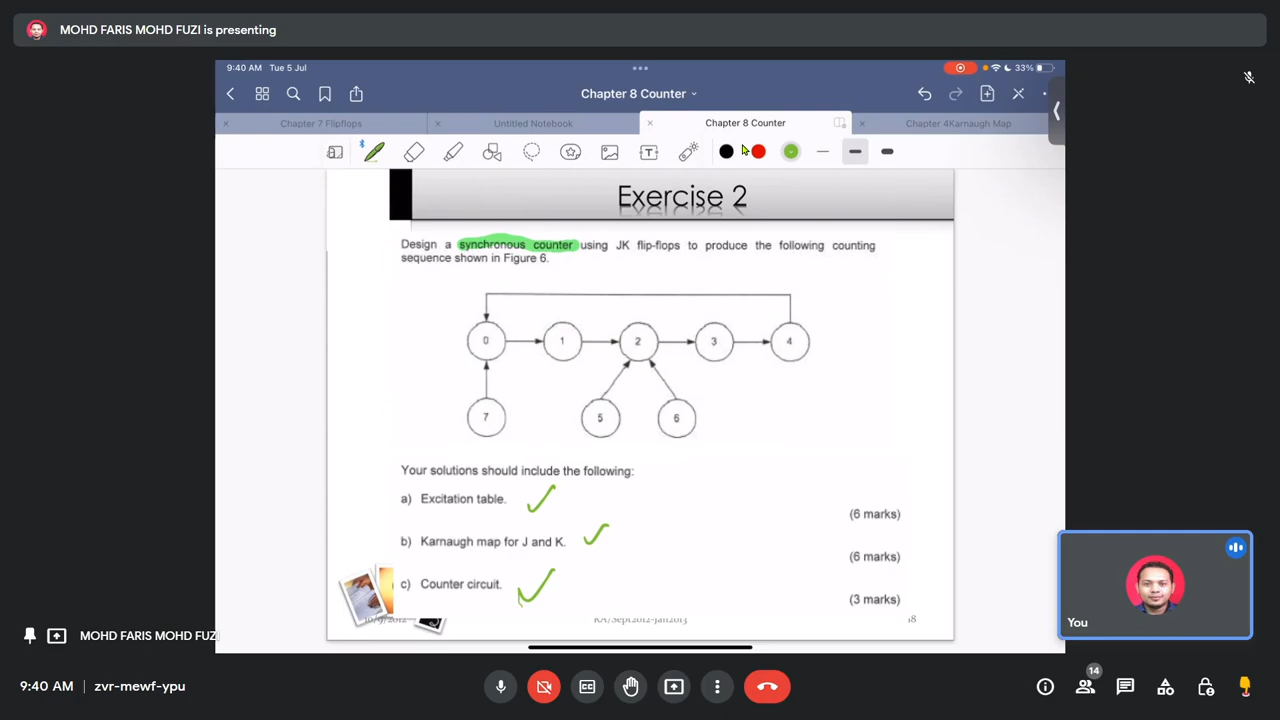 MOHD FARIS MOHD FUZI is presenting
9:40 AM Tue 5 Jul
33%
Chapter 8 Counter
Chapter 7 Flipflops
Untitled Notebook
Chapter 8 Counter
Chapter 4Karnaugh Map
Exercise 2
Design a synchronous counter using JK flip-flops to produce the following counting
sequence shown in Figure 6.
0 1 2 3 4
7 5 6
Your solutions should include the following:
a) Excitation table.
(6 marks)
b) Karnaugh map for J and K.
(6 marks)
c) Counter circuit.
(3 marks)
RA/Sept2012-Jan2013
18
You
MOHD FARIS MOHD FUZI
9:40 AM zvr-mewf-ypu
14